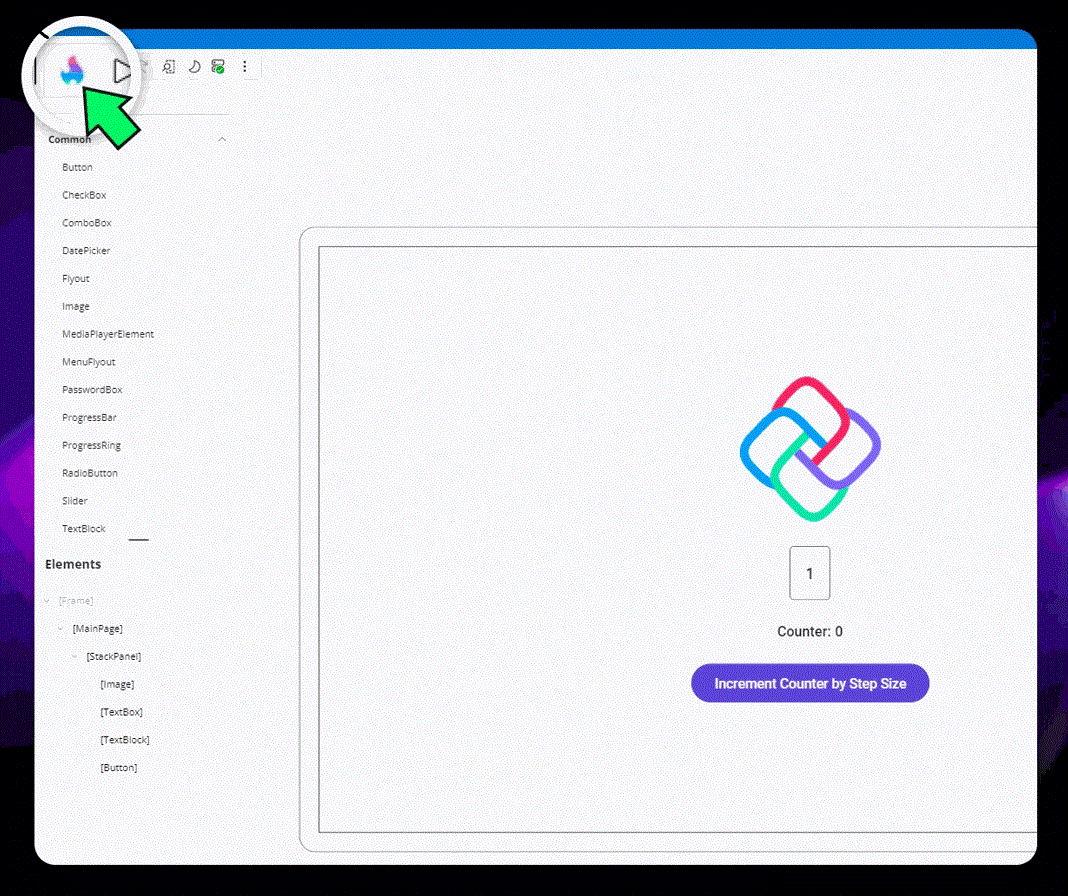 Common
Button
CheckBox
ComboBox
DatePicker
Flyout
Image
MediaPlayerElement
MenuFlyout
PasswordBox
ProgressBar
ProgressRing
RadioButton
Slider
TextBlock
Elements
[Frame]
[MainPage]
[StackPanel]
[Image]
[TextBox]
[TextBlock]
[Button]
1
Counter: 0
Increment Counter by Step Size